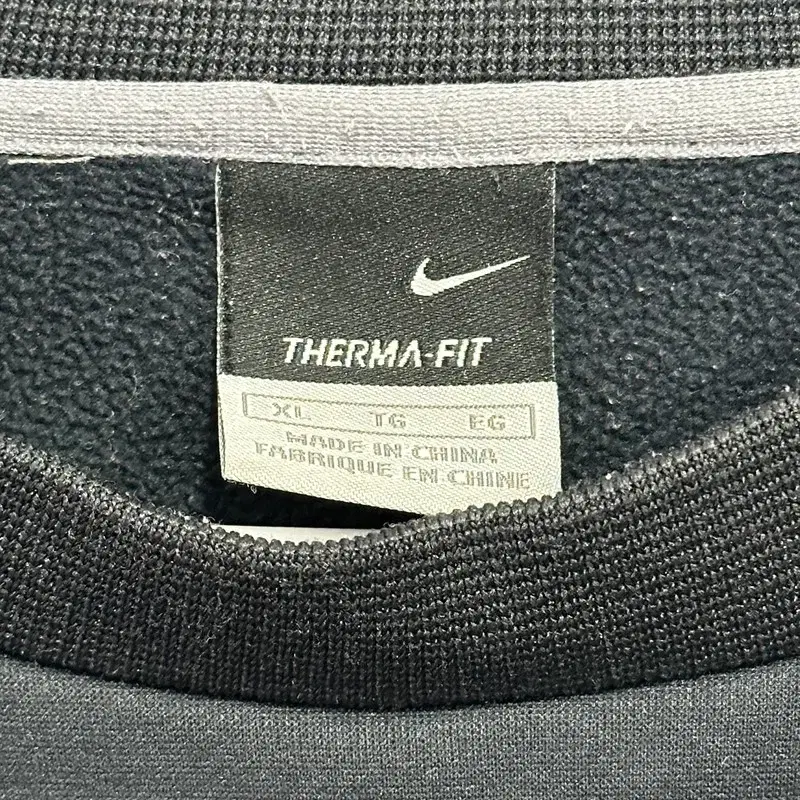 THERMA-FIT
XL TG EG
MADE IN CHINA
FABRIQUE EN CHINE